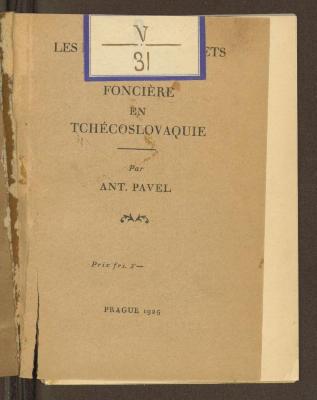 V
31
LES ETS
FONCIÈRE
EN
TCHÉCOSLOVAQUIE
Par
ANT. PAVEL
PRAGUE 1925